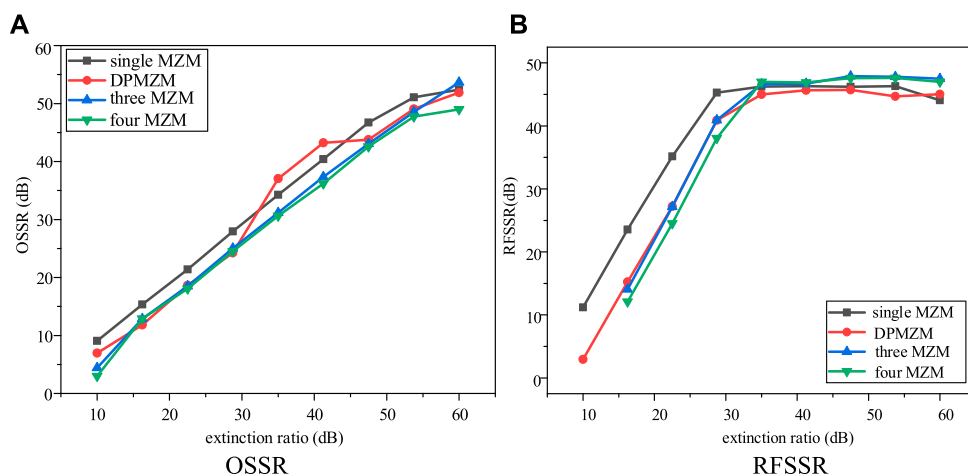 A
60
50
40
30
20
10
0
OSSR (dB)
single MZM
DPMZM
three MZM
four MZM
10 20 30 40 50 60
extinction ratio (dB)
OSSR
B
50
40
30
20
10
0
RFSSR(dB)
single MZM
DPMZM
three MZM
four MZM
10 20 30 40 50 60
extinction ratio (dB)
RFSSR